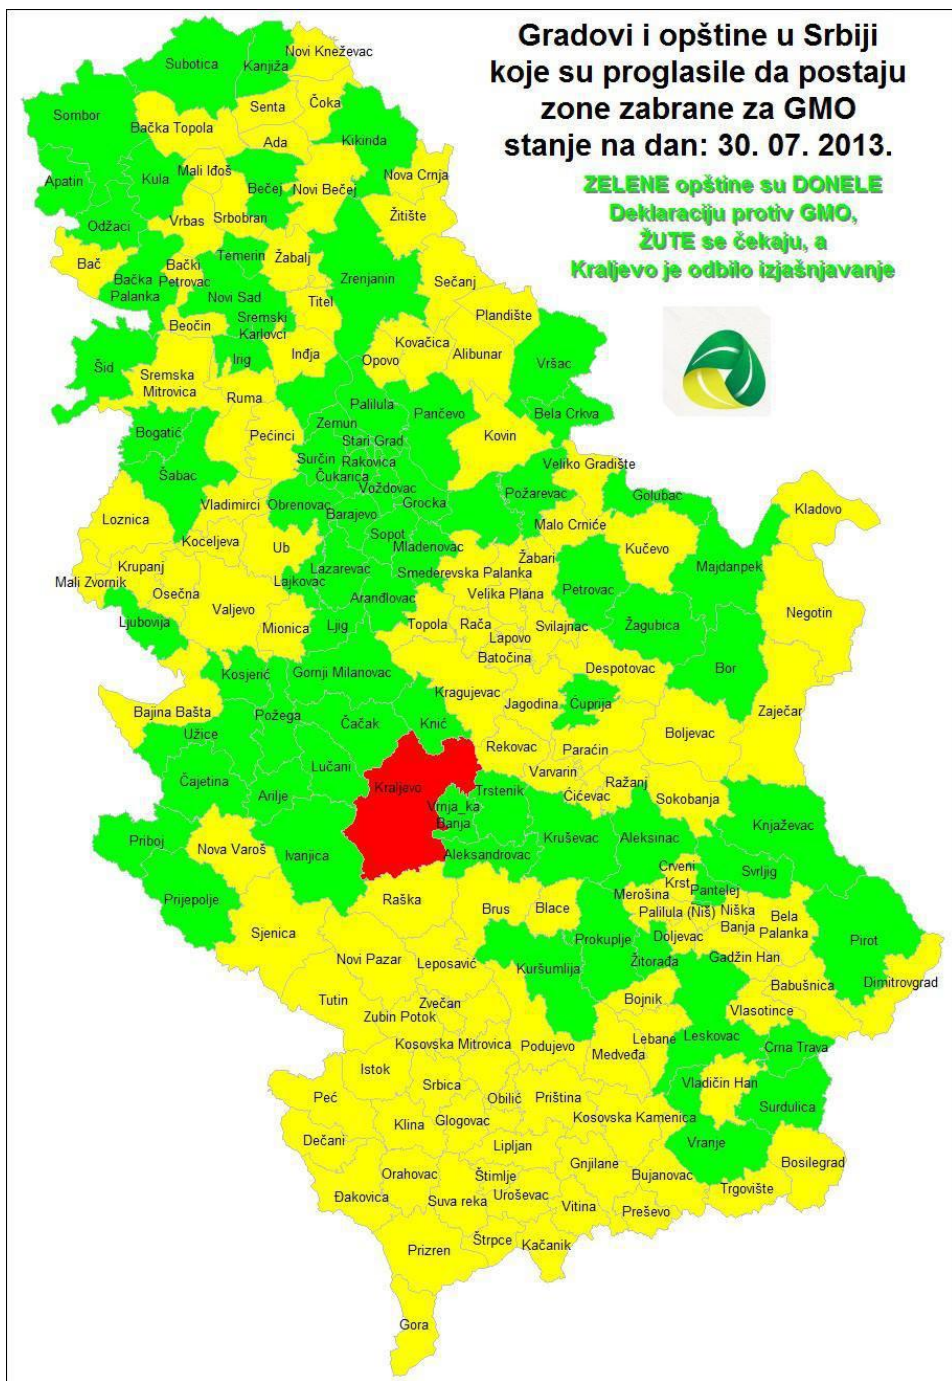 Gradovi i opštine u Srbiji
koje su proglasile da postaju
zone zabrane za GMO
stanje na dan: 30. 07. 2013.
ZELENE opštine su DONELE
Deklaraciju protiv GMO,
ŽUTE se čekaju, a
Kraljevo je odbilo izjašnjavanje
Novi Kneževac
Subotica
Kanjiža
Senta
Čoka
Sombor
Bačka Topola
Ada
Kikinda
Apatin
Kula
Mali Iđoš
Bečej
Novi Bečej
Nova Crnja
Odžaci
Vrbas
Srbobran
Žitište
Bač
Bački
Petrovac
Temerin
Žabalj
Bačka
Palanka
Zrenjanin
Sečanj
Novi Sad
Titel
Plandište
Beočin
Sremski
Karlovci
Šid
Irig
Inđja
Opovo
Kovačica
Alibunar
Vršac
Sremska
Mitrovica
Ruma
Palilula
Pančevo
Bela Crkva
Bogatić
Pećinci
Zemun
Stari Grad
Kovin
Šabac
Surčin
Rakovica
Čukarica
Voždovac
Veliko Gradište
Požarevac
Golubac
Vladimirci
Obrenovac
Grocka
Barajevo
Kladovo
Loznica
Koceljeva
Ub
Sopot
Mladenovac
Malo Crniće
Kučevo
Krupanj
Mali Zvornik
Osečna
Lajkovac
Lazarevac
Smederevska Palanka
Žabari
Majdanpek
Valjevo
Aranđlovac
Velika Plana
Petrovac
Negotin
Ljubovija
Mionica
Ljig
Topola
Rača
Lapovo
Svilajnac
Žagubica
Batočina
Kosjerić
Gornji Milanovac
Despotovac
Bor
Kragujevac
Jagodina
Ćuprija
Bajina Bašta
Požega
Čačak
Knić
Zaječar
Užice
Rekovac
Paraćin
Boljevac
Lučani
Varvarin
Čajetina
Arilje
Kraljevo
Trstenik
Ražanj
Ćićevac
Sokobanja
Vrnja_ka
Banja
Priboj
Nova Varoš
Ivanjica
Aleksandrovac
Kruševac
Aleksinac
Knjaževac
Crveni
Krst
Svrljig
Prijepolje
Raška
Brus
Blace
Merošina
Pantelej
Palilula (Niš)
Niška
Banja
Bela
Palanka
Sjenica
Prokuplje
Doljevac
Pirot
Novi Pazar
Leposavić
Kuršumlija
Žitorađa
Gadžin Han
Babušnica
Dimitrovgrad
Tutin
Zvečan
Bojnik
Vlasotince
Zubin Potok
Kosovska Mitrovica
Podujevo
Lebane
Leskovac
Medveđa
Crna Trava
Istok
Srbica
Vladičin Han
Peć
Obilić
Priština
Surdulica
Klina
Glogovac
Kosovska Kamenica
Dečani
Lipljan
Vranje
Orahovac
Štimlje
Gnjilane
Bujanovac
Bosilegrad
Đakovica
Suva reka
Uroševac
Vitina
Preševo
Trgovište
Prizren
Štrpce
Kačanik
Gora